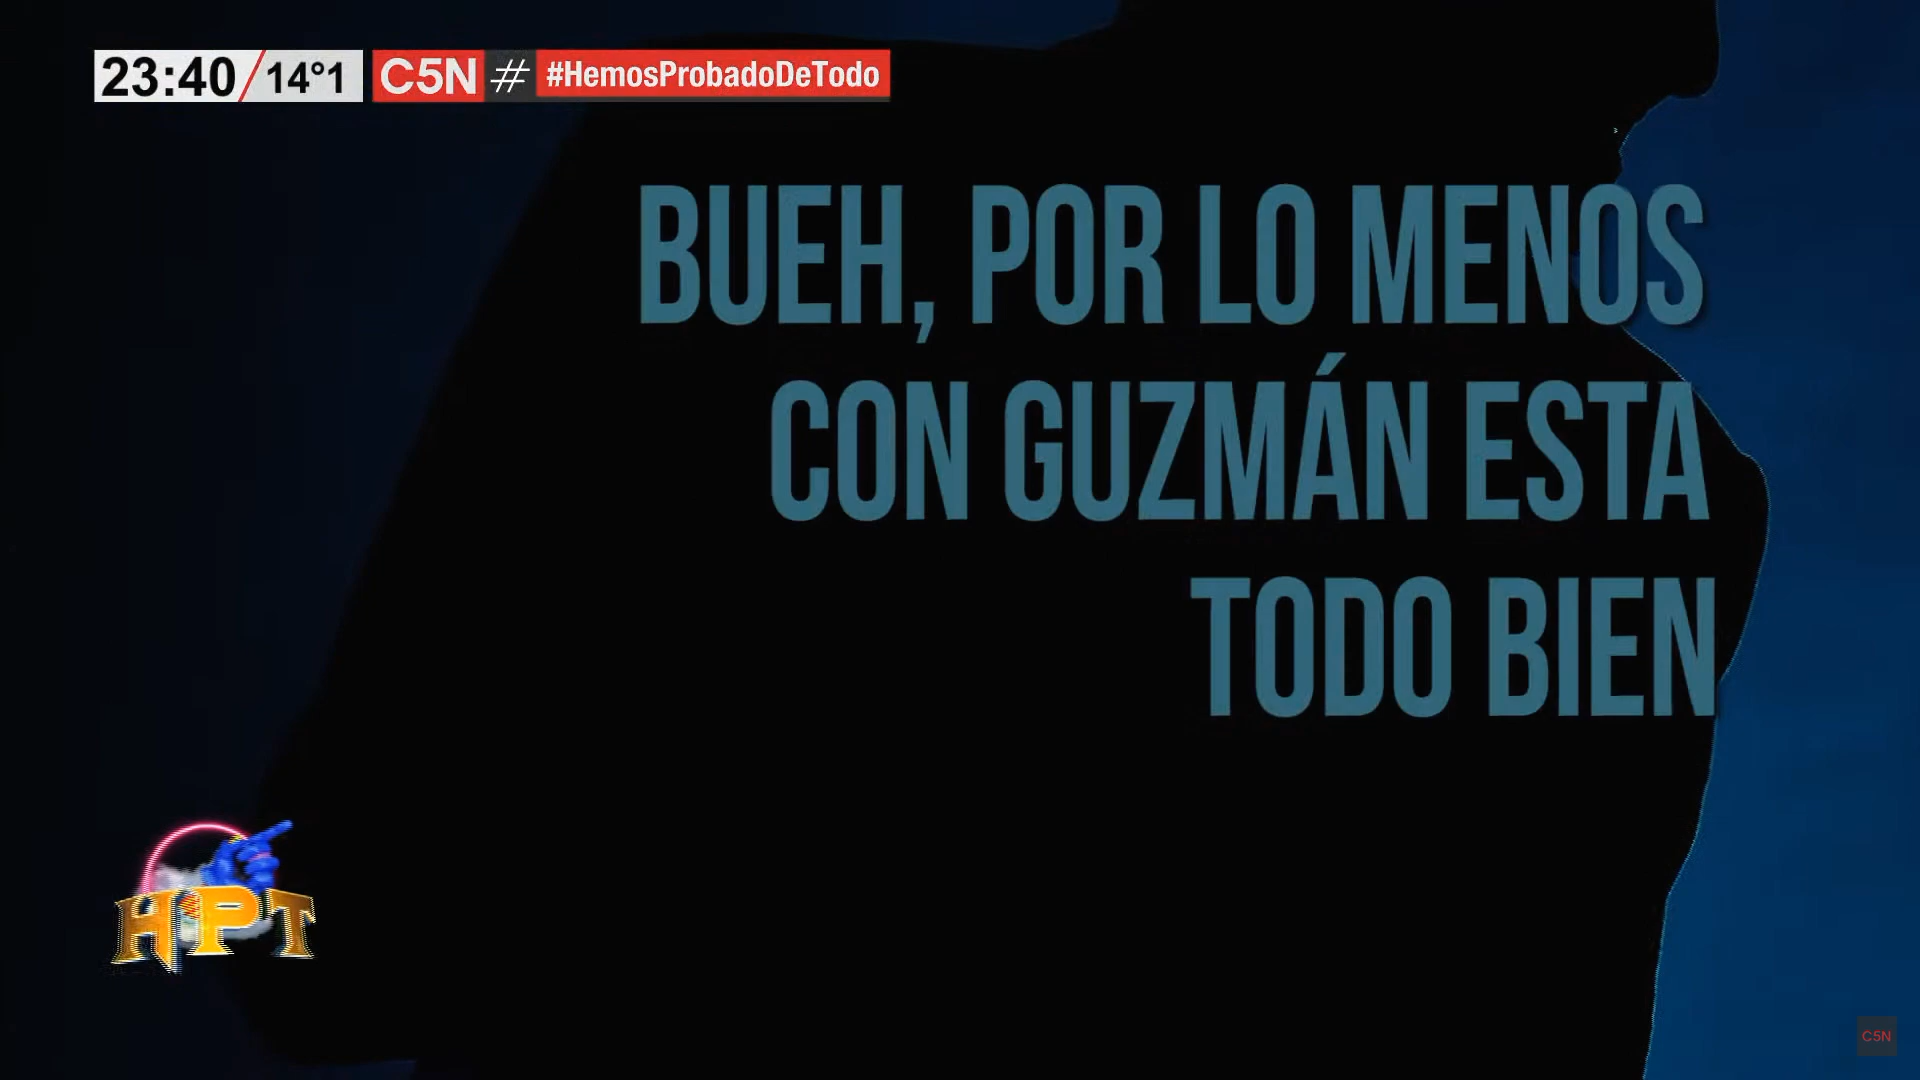 23:40/14°1 C5N # #HemosProbadoDeTodo
BUEH, POR LO MENOS
CON GUZMÁN ESTA
TODO BIEN
HPT
C5N